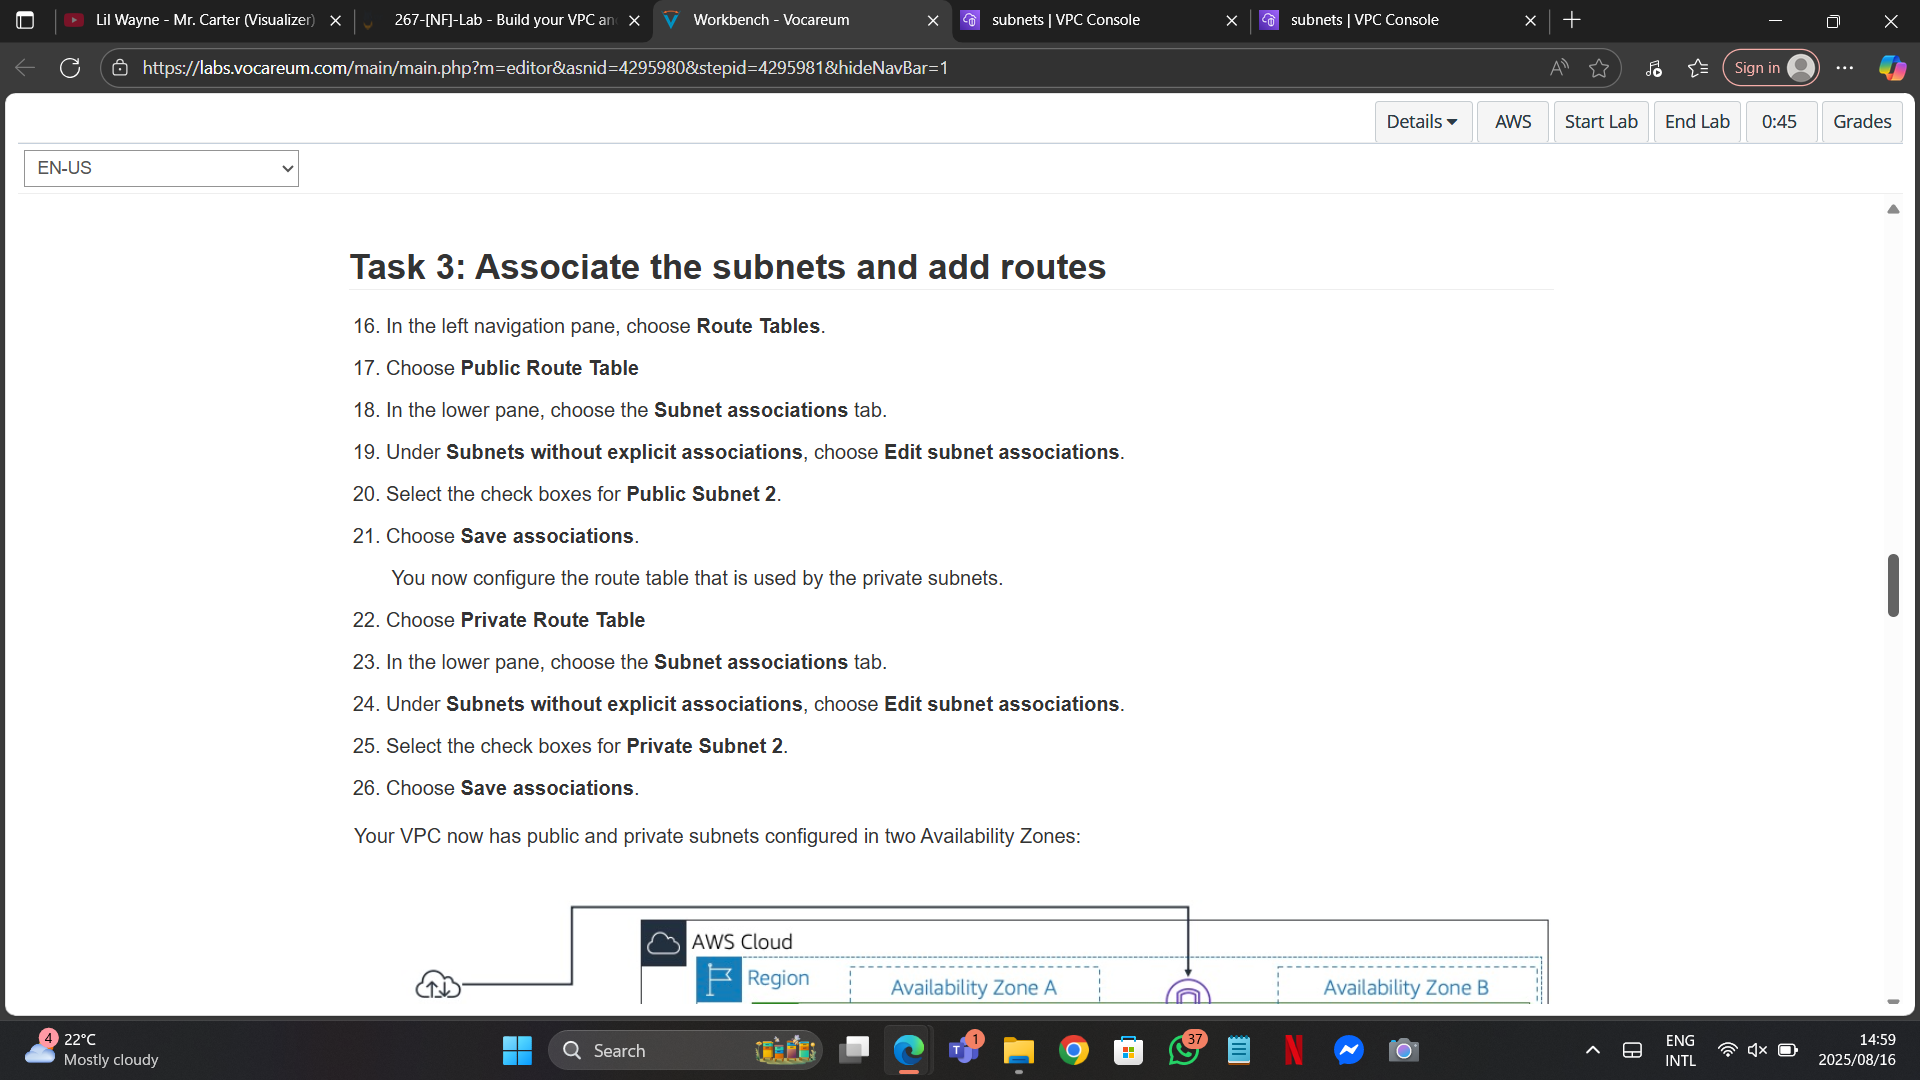 Lil Wayne - Mr. Carter (Visualizer)
267-[NF]-Lab - Build your VPC an
Workbench - Vocareum
subnets | VPC Console
subnets | VPC Console
https://labs.vocareum.com/main/main.php?m=editor&asnid=4295980&stepid=4295981&hideNavBar=1
Sign in
Details
AWS
Start Lab
End Lab
0:45
Grades
EN-US
Task 3: Associate the subnets and add routes
16. In the left navigation pane, choose Route Tables.
17. Choose Public Route Table
18. In the lower pane, choose the Subnet associations tab.
19. Under Subnets without explicit associations, choose Edit subnet associations.
20. Select the check boxes for Public Subnet 2.
21. Choose Save associations.
You now configure the route table that is used by the private subnets.
22. Choose Private Route Table
23. In the lower pane, choose the Subnet associations tab.
24. Under Subnets without explicit associations, choose Edit subnet associations.
25. Select the check boxes for Private Subnet 2.
26. Choose Save associations.
Your VPC now has public and private subnets configured in two Availability Zones:
AWS Cloud
Region
Availability Zone A
Availability Zone B
4
22°C
Mostly cloudy
Search
1
37
ENG
INTL
14:59
2025/08/16